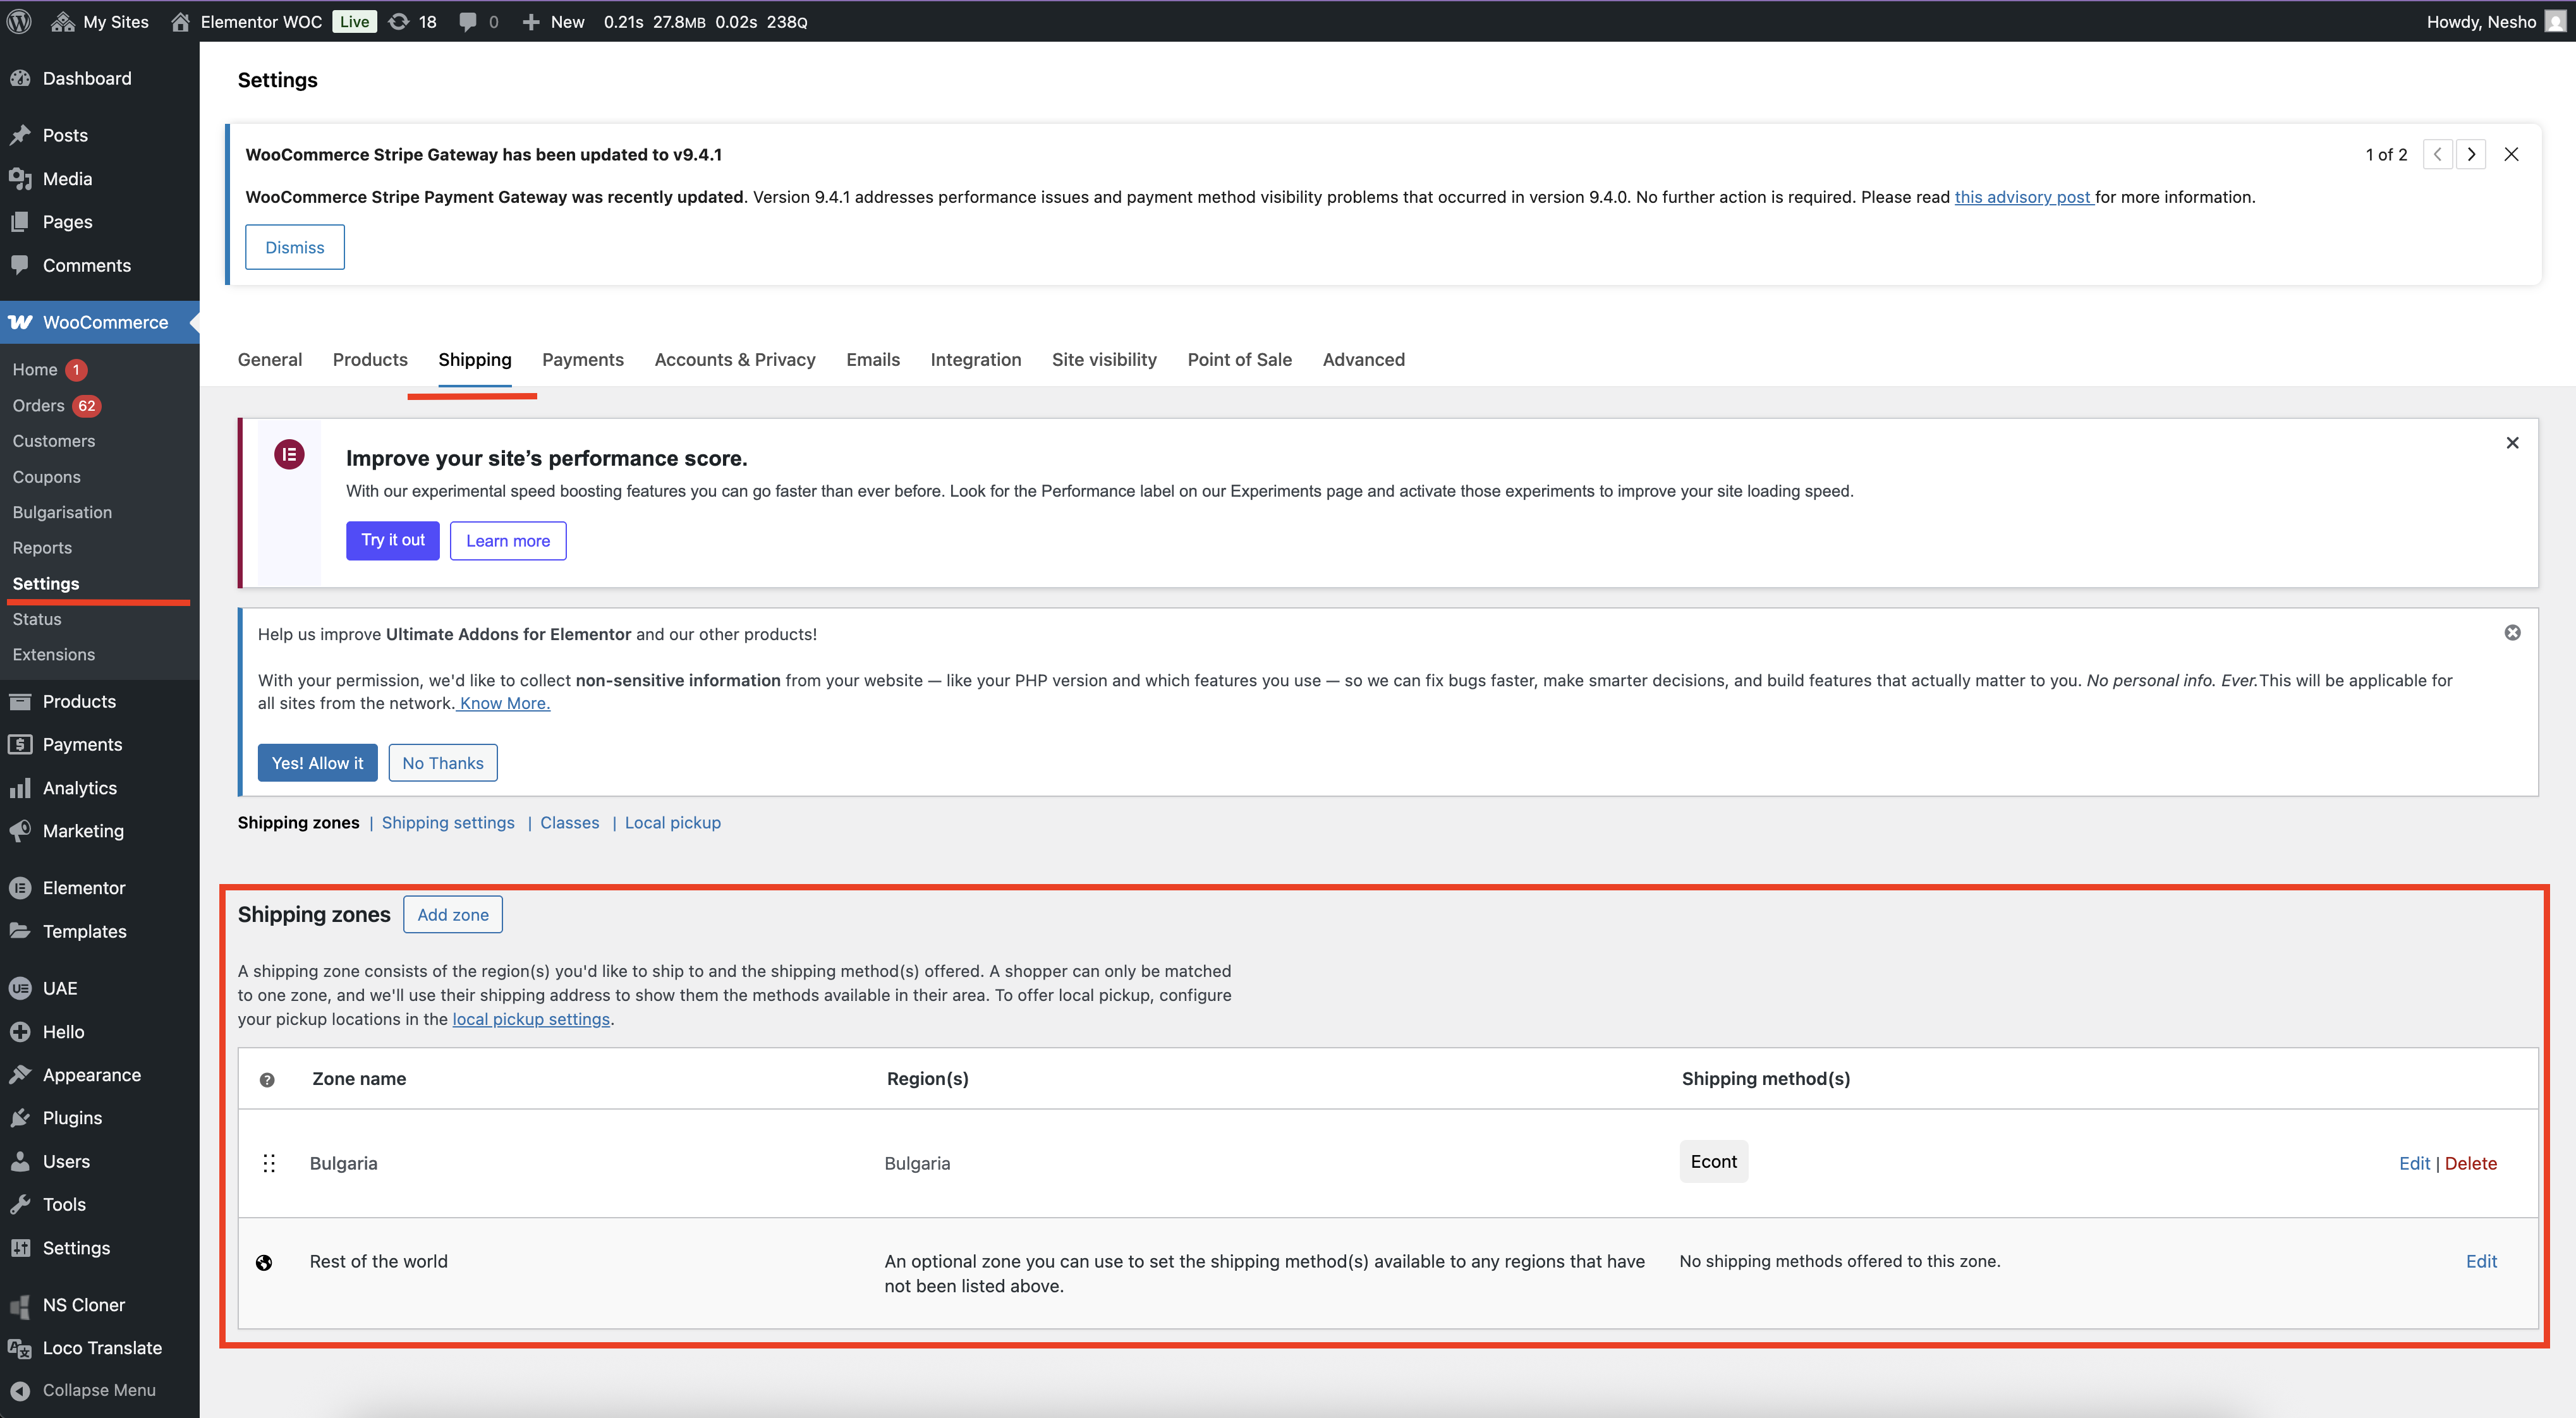 My Sites
Elementor WOC
Live
18
0
New
0.21s 27.8MB 0.02s 238Q
Howdy, Nesho
Dashboard
Posts
Media
Pages
Comments
WooCommerce
Home 1
Orders 62
Customers
Coupons
Bulgarisation
Reports
Settings
Status
Extensions
Products
Payments
Analytics
Marketing
Elementor
Templates
UAE
Hello
Appearance
Plugins
Users
Tools
Settings
NS Cloner
Loco Translate
Collapse Menu
Settings
WooCommerce Stripe Gateway has been updated to v9.4.1
1 of 2
WooCommerce Stripe Payment Gateway was recently updated. Version 9.4.1 addresses performance issues and payment method visibility problems that occurred in version 9.4.0. No further action is required. Please read this advisory post for more information.
Dismiss
General Products Shipping Payments Accounts & Privacy Emails Integration Site visibility Point of Sale Advanced
Improve your site’s performance score.
With our experimental speed boosting features you can go faster than ever before. Look for the Performance label on our Experiments page and activate those experiments to improve your site loading speed.
Try it out
Learn more
Help us improve Ultimate Addons for Elementor and our other products!
With your permission, we'd like to collect non-sensitive information from your website — like your PHP version and which features you use — so we can fix bugs faster, make smarter decisions, and build features that actually matter to you. No personal info. Ever.This will be applicable for
all sites from the network. Know More.
Yes! Allow it
No Thanks
Shipping zones | Shipping settings | Classes | Local pickup
Shipping zones
Add zone
A shipping zone consists of the region(s) you'd like to ship to and the shipping method(s) offered. A shopper can only be matched
to one zone, and we'll use their shipping address to show them the methods available in their area. To offer local pickup, configure
your pickup locations in the local pickup settings.
Zone name Region(s) Shipping method(s)
Bulgaria Bulgaria Econt Edit | Delete
Rest of the world
An optional zone you can use to set the shipping method(s) available to any regions that have
not been listed above.
No shipping methods offered to this zone.
Edit